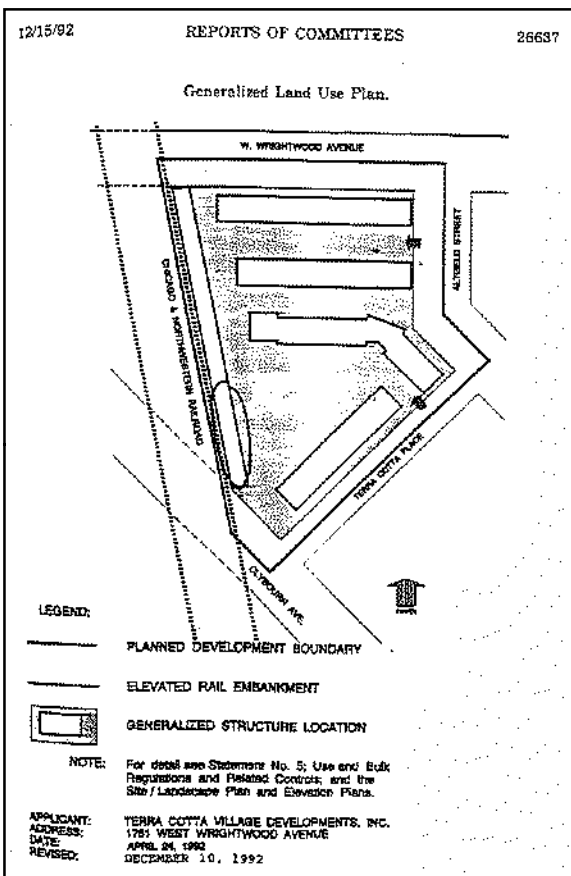 12/15/92 REPORTS OF COMMITTEES 26637
Generalized Land Use Plan.
W. WRIGHTWOOD AVENUE
ALTGELD STREET
CHICAGO & NORTHWESTERN RAILROAD
TERRA COTTA PLACE
CLYBOURN AVE.
LEGEND:
PLANNED DEVELOPMENT BOUNDARY
ELEVATED RAIL EMBANKMENT
GENERALIZED STRUCTURE LOCATION
NOTE: For detail see Statement No. 5; Use and Bulk
Regulations and Related Controls; and the
Site/Landscape Plan and Elevation Plans.
APPLICANT: TERRA COTTA VILLAGE DEVELOPMENTS, INC.
ADDRESS: 1751 WEST WRIGHTWOOD AVENUE
DATE: APRIL 24, 1992
REVISED: DECEMBER 10, 1992